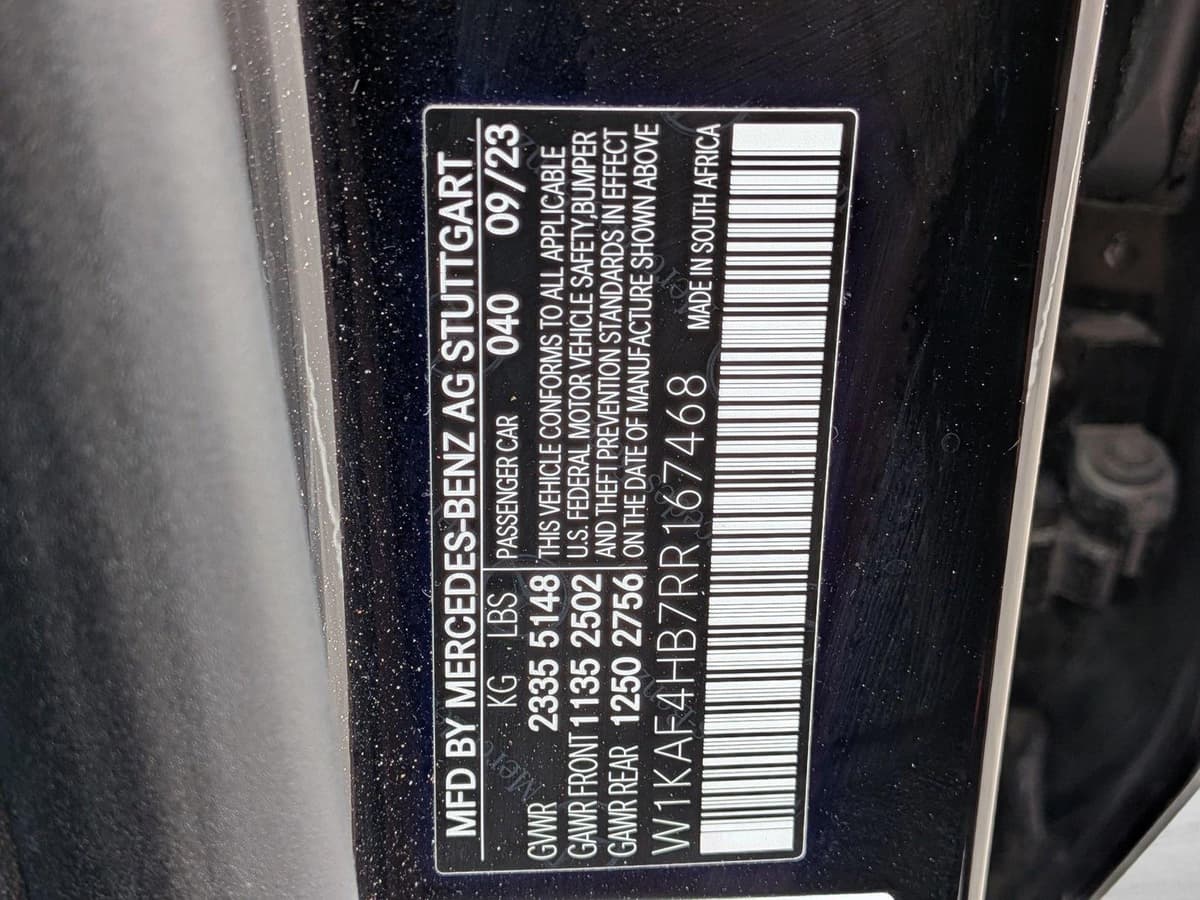 MFD BY MERCEDES-BENZ AG STUTTGART
KG LBS PASSENGER CAR 040 09/23
GWR 2335 5148 THIS VEHICLE CONFORMS TO ALL APPLICABLE
GAWR FRONT 1135 2502 U.S. FEDERAL MOTOR VEHICLE SAFETY,BUMPER
GAWR REAR 1250 2756 AND THEFT PREVENTION STANDARDS IN EFFECT
ON THE DATE OF MANUFACTURE SHOWN ABOVE
W1KAF4HB7RR167468 MADE IN SOUTH AFRICA